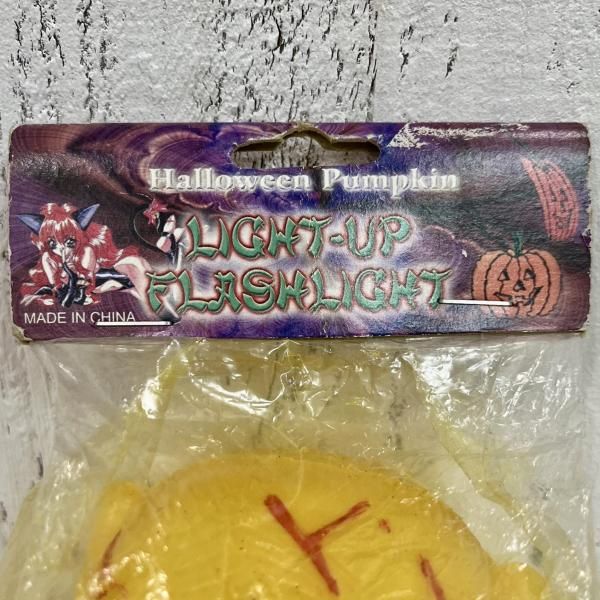 Halloween Pumpkin
LIGHT-UP
FLASHLIGHT
MADE IN CHINA